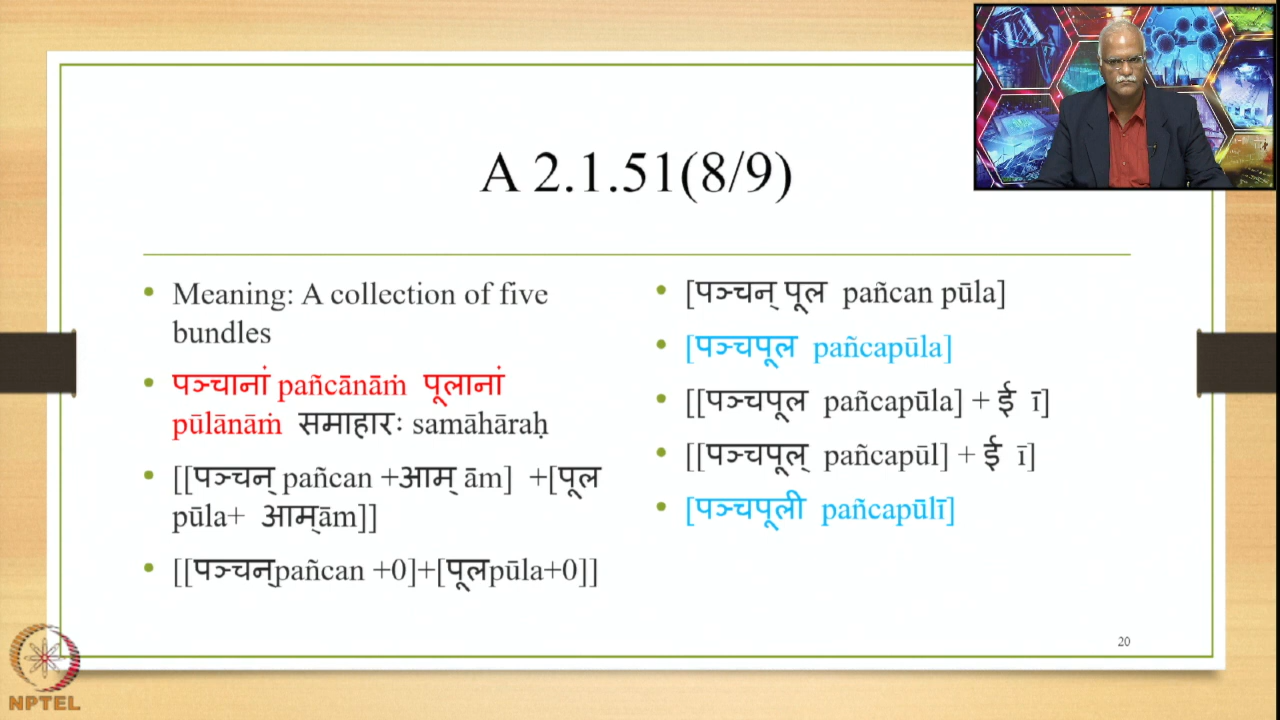 A 2.1.51(8/9)
Meaning: A collection of five
bundles
पञ्चानां pañcānāṁ पूलानां
pūlānāṁ समाहारः samāhāraḥ
[[पञ्चन् pañcan +आम् ām] +[पूल
pūla+ आम्ām]]
[[पञ्चन्pañcan +0]+[पूलpūla+0]]
[पञ्चन् पूल pañcan pūla]
[पञ्चपूल pañcapūla]
[[पञ्चपूल pañcapūla] + ई ī]
[[पञ्चपूल् pañcapūl] + ई ī]
[पञ्चपूली pañcapūlī]
20
NPTEL